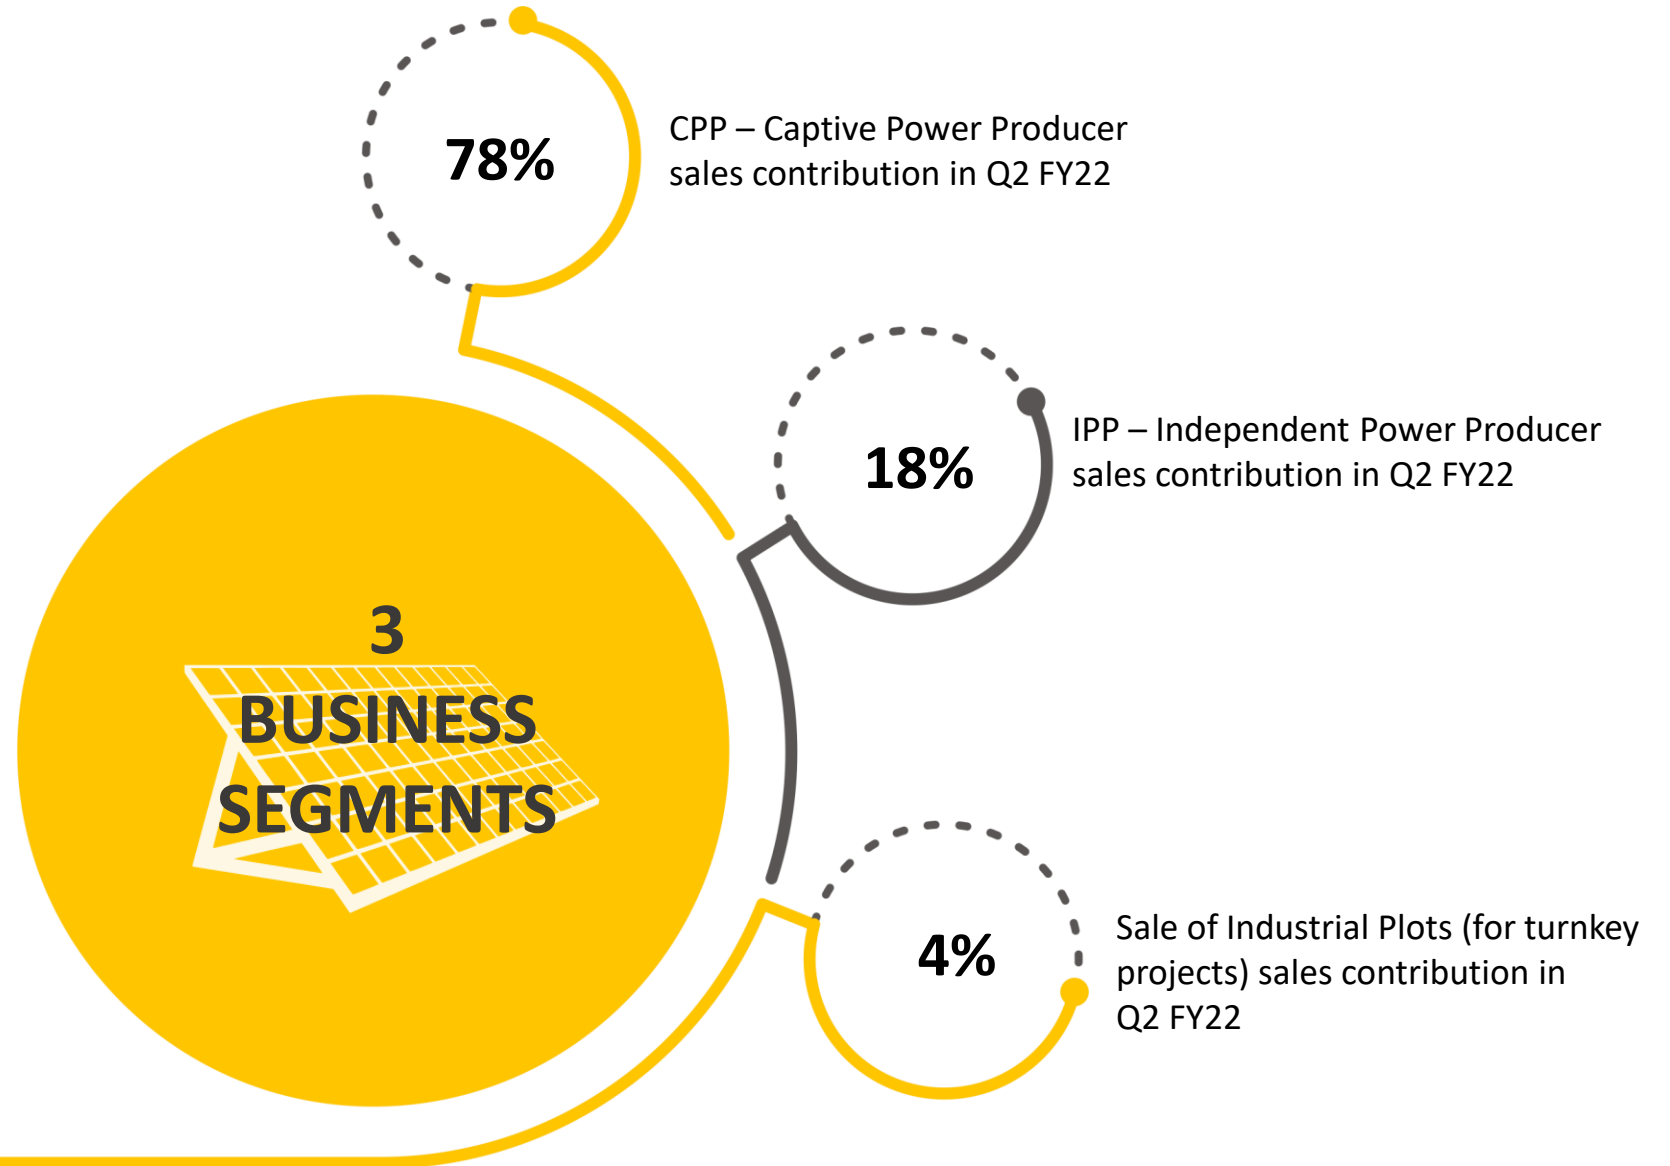 78%
CPP – Captive Power Producer
sales contribution in Q2 FY22
18%
IPP – Independent Power Producer
sales contribution in Q2 FY22
3
BUSINESS
SEGMENTS
4%
Sale of Industrial Plots (for turnkey
projects) sales contribution in
Q2 FY22